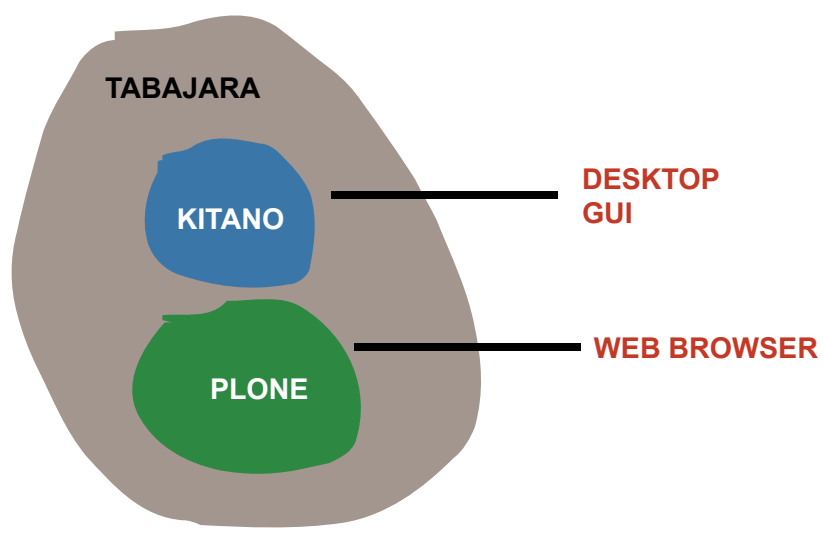 TABAJARA
KITANO
DESKTOP
GUI
WEB BROWSER
PLONE